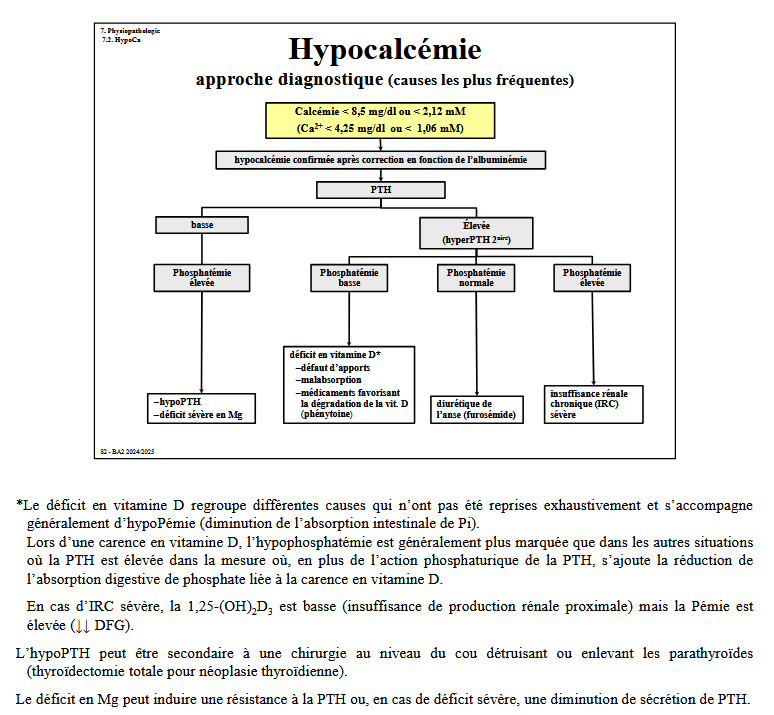 7. Physiopathologie
7.2. HypoCa
Hypocalcémie
approche diagnostique (causes les plus fréquentes)
Calcémie < 8,5 mg/dl ou < 2,12 mM
(Ca²⁺ < 4,25 mg/dl ou < 1,06 mM)
hypocalcémie confirmée après correction en fonction de l'albuminémie
PTH
basse
Élevée
(hyperPTH 2aire)
Phosphatémie
élevée
Phosphatémie
basse
Phosphatémie
normale
Phosphatémie
élevée
–hypoPTH
–déficit sévère en Mg
déficit en vitamine D*
–défaut d'apports
–malabsorption
–médicaments favorisant
la dégradation de la vit. D
(phénytoine)
diurétique de
l'anse (furosémide)
insuffisance rénale
chronique (IRC)
sévère
82 - BA2 2024/2025
*Le déficit en vitamine D regroupe différentes causes qui n'ont pas été reprises exhaustivement et s'accompagne
généralement d'hypoPémie (diminution de l'absorption intestinale de Pi).
Lors d'une carence en vitamine D, l'hypophosphatémie est généralement plus marquée que dans les autres situations
où la PTH est élevée dans la mesure où, en plus de l'action phosphaturique de la PTH, s'ajoute la réduction de
l'absorption digestive de phosphate liée à la carence en vitamine D.
En cas d'IRC sévère, la 1,25-(OH)₂D₃ est basse (insuffisance de production rénale proximale) mais la Pémie est
élevée (↓↓ DFG).
L'hypoPTH peut être secondaire à une chirurgie au niveau du cou détruisant ou enlevant les parathyroïdes
(thyroïdectomie totale pour néoplasie thyroïdienne).
Le déficit en Mg peut induire une résistance à la PTH ou, en cas de déficit sévère, une diminution de sécrétion de PTH.